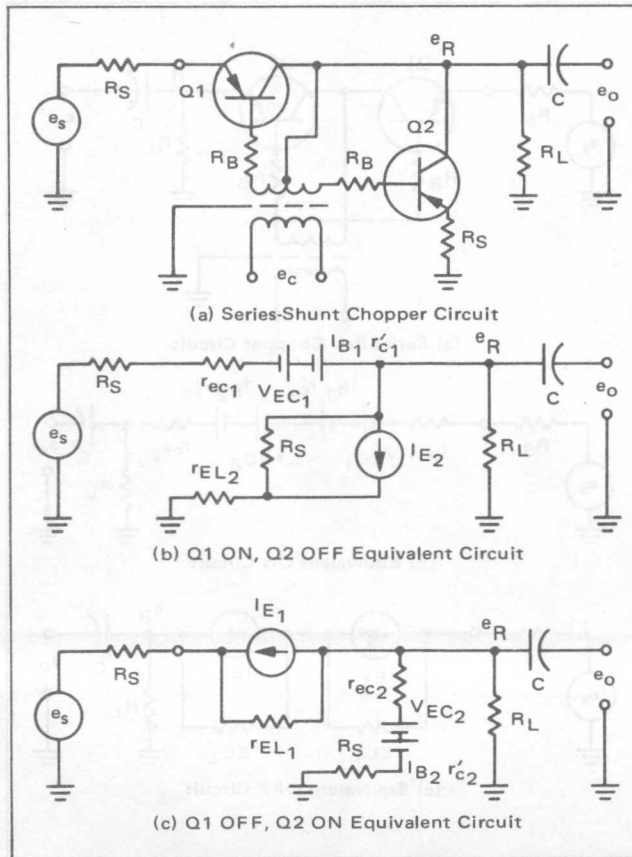 e_R
R_S
Q1
C
e_o
e_s
R_B
R_B
Q2
R_L
R_S
e_c
(a) Series-Shunt Chopper Circuit
I_B1 r'_c1
e_R
R_S
r_ec1
V_EC1
C
e_o
e_s
R_S
I_E2
R_L
r_EL2
(b) Q1 ON, Q2 OFF Equivalent Circuit
I_E1
e_R
R_S
r_ec2
C
e_o
e_s
V_EC2
r_EL1
R_S
R_L
I_B2 r'_c2
(c) Q1 OFF, Q2 ON Equivalent Circuit